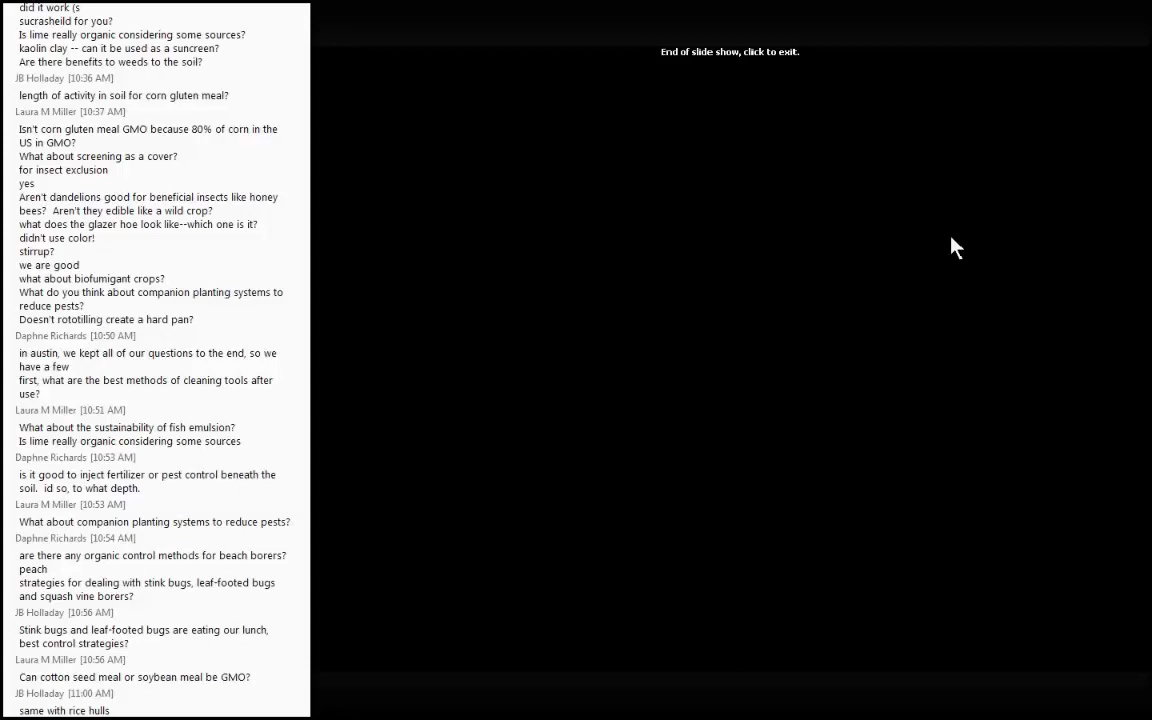 did it work (s
sucrasheild for you?
Is lime really organic considering some sources?
kaolin clay -- can it be used as a suncreen?
Are there benefits to weeds to the soil?
JB Holladay [10:36 AM]
length of activity in soil for corn gluten meal?
Laura M Miller [10:37 AM]
Isn't corn gluten meal GMO because 80% of corn in the
US in GMO?
What about screening as a cover?
for insect exclusion
yes
Aren't dandelions good for beneficial insects like honey
bees?  Aren't they edible like a wild crop?
what does the glazer hoe look like--which one is it?
didn't use color!
stirrup?
we are good
what about biofumigant crops?
What do you think about companion planting systems to
reduce pests?
Doesn't rototilling create a hard pan?
Daphne Richards [10:50 AM]
in austin, we kept all of our questions to the end, so we
have a few
first, what are the best methods of cleaning tools after
use?
Laura M Miller [10:51 AM]
What about the sustainability of fish emulsion?
Is lime really organic considering some sources
Daphne Richards [10:53 AM]
is it good to inject fertilizer or pest control beneath the
soil.  id so, to what depth.
Laura M Miller [10:53 AM]
What about companion planting systems to reduce pests?
Daphne Richards [10:54 AM]
are there any organic control methods for beach borers?
peach
strategies for dealing with stink bugs, leaf-footed bugs
and squash vine borers?
JB Holladay [10:56 AM]
Stink bugs and leaf-footed bugs are eating our lunch,
best control strategies?
Laura M Miller [10:56 AM]
Can cotton seed meal or soybean meal be GMO?
JB Holladay [11:00 AM]
same with rice hulls
End of slide show, click to exit.